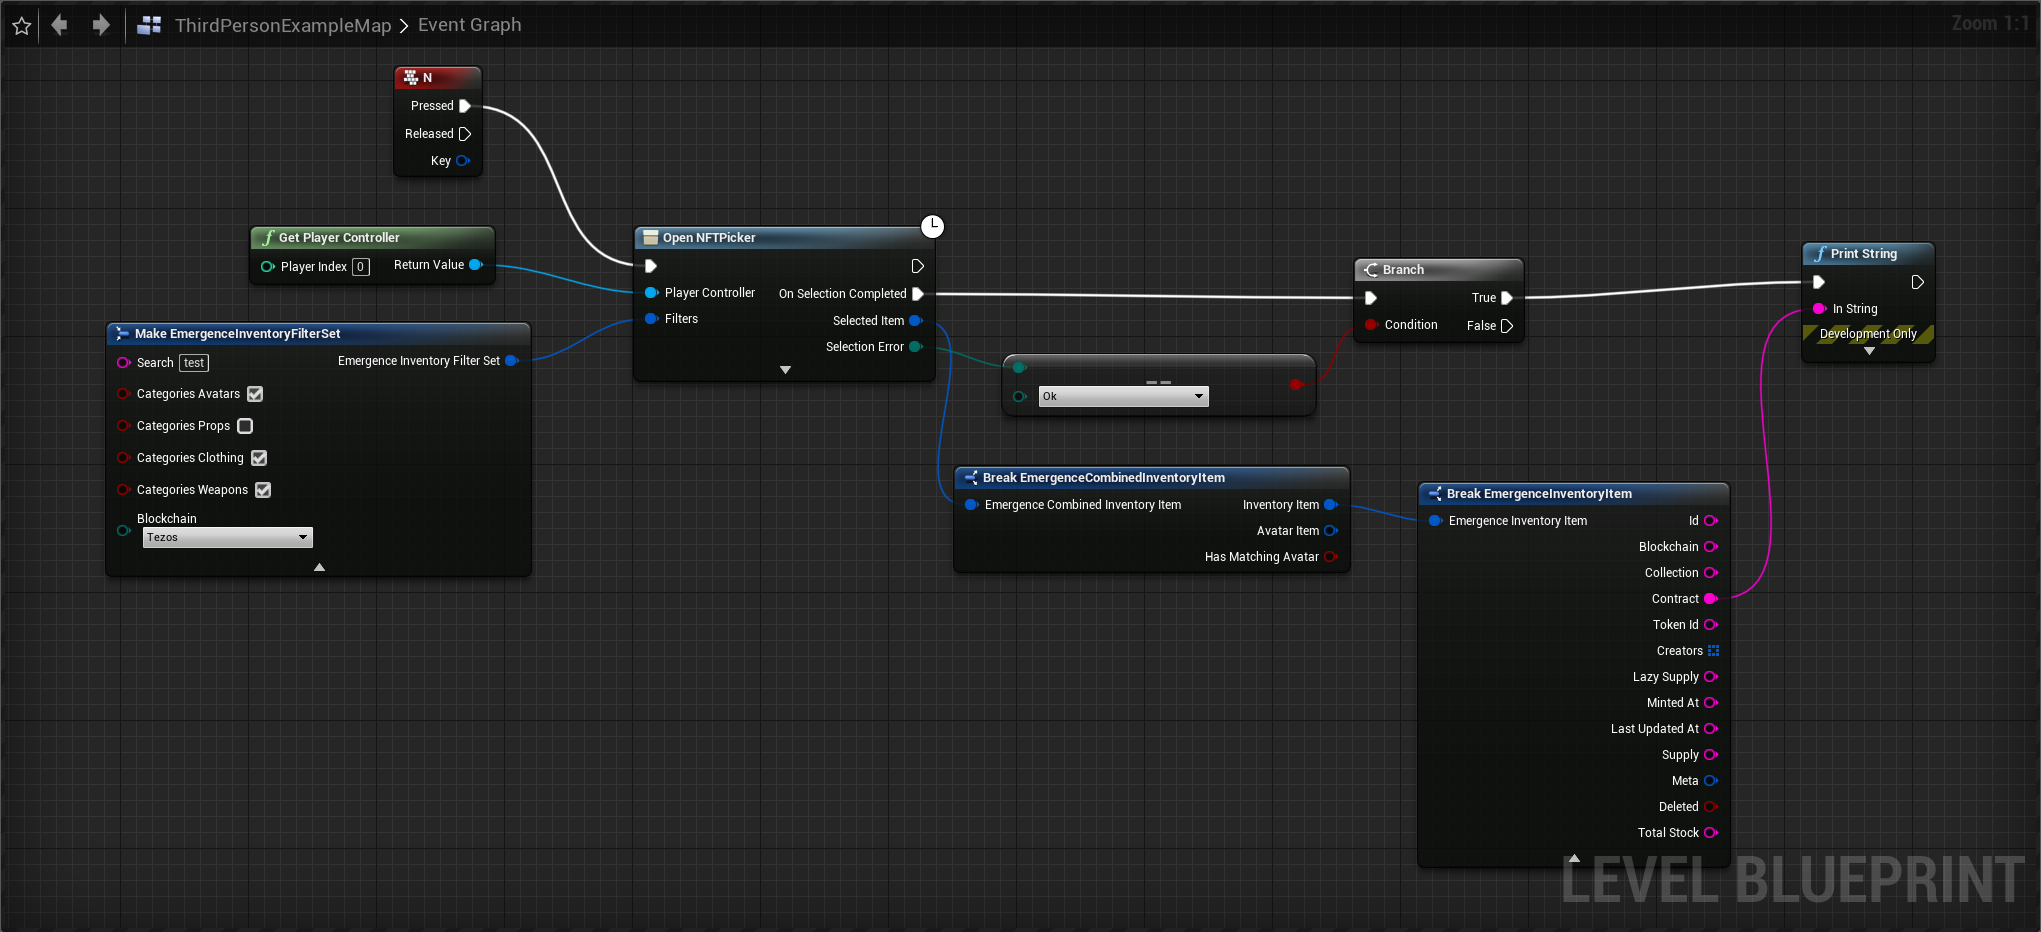 ThirdPersonExampleMap > Event Graph
Zoom 1:1
N
Pressed
Released
Key
Get Player Controller
Player Index 0
Return Value
Make EmergenceInventoryFilterSet
Search test
Emergence Inventory Filter Set
Categories Avatars
Categories Props
Categories Clothing
Categories Weapons
Blockchain
Tezos
Open NFTPicker
Player Controller
On Selection Completed
Filters
Selected Item
Selection Error
==
Ok
Branch
True
Condition
False
Print String
In String
Development Only
Break EmergenceCombinedInventoryItem
Emergence Combined Inventory Item
Inventory Item
Avatar Item
Has Matching Avatar
Break EmergenceInventoryItem
Emergence Inventory Item
Id
Blockchain
Collection
Contract
Token Id
Creators
Lazy Supply
Minted At
Last Updated At
Supply
Meta
Deleted
Total Stock
LEVEL BLUEPRINT